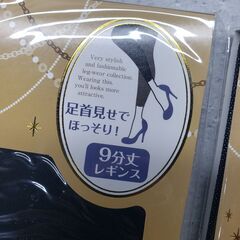 Very stylish
and fashionable
leg-wear collection.
Wearing this,
you'll looks more
attractive.
足首見せで
ほっそり!
9分丈
レギンス